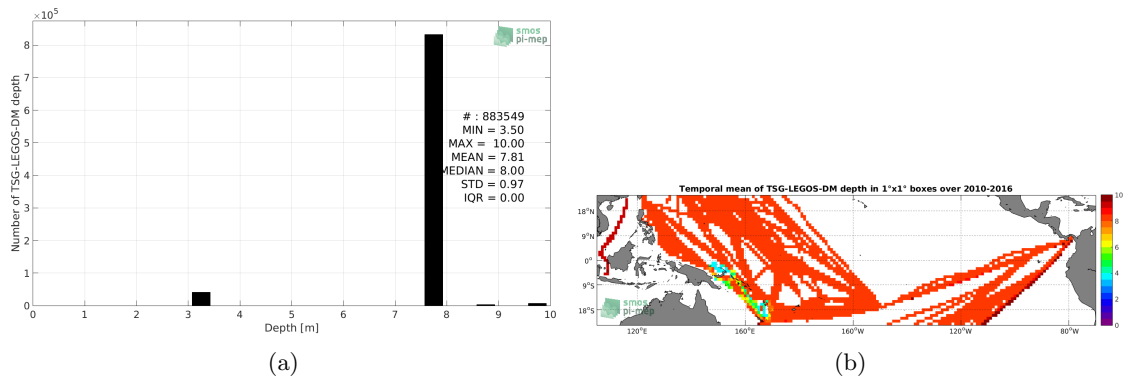 ×10⁵
8
7
6
5
4
3
2
1
0
Number of TSG-LEGOS-DM depth
smos
pi-mep
# : 883549
MIN = 3.50
MAX = 10.00
MEAN = 7.81
MEDIAN = 8.00
STD = 0.97
IQR = 0.00
0 1 2 3 4 5 6 7 8 9 10
Depth [m]
(a)
Temporal mean of TSG-LEGOS-DM depth in 1°x1° boxes over 2010-2016
18°N
9°N
0°
9°S
18°S
smos
pi-mep
120°E 160°E 160°W 120°W 80°W
10
8
6
4
2
0
(b)